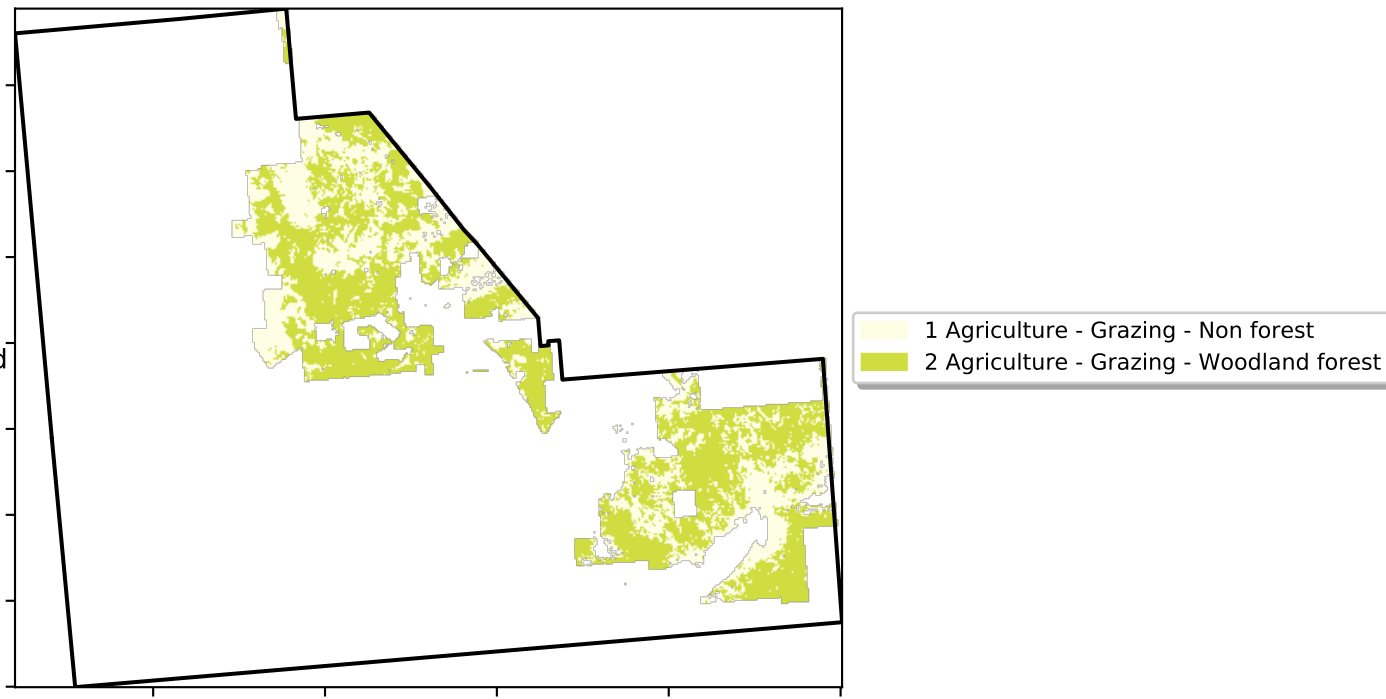 d
1 Agriculture - Grazing - Non forest
2 Agriculture - Grazing - Woodland forest